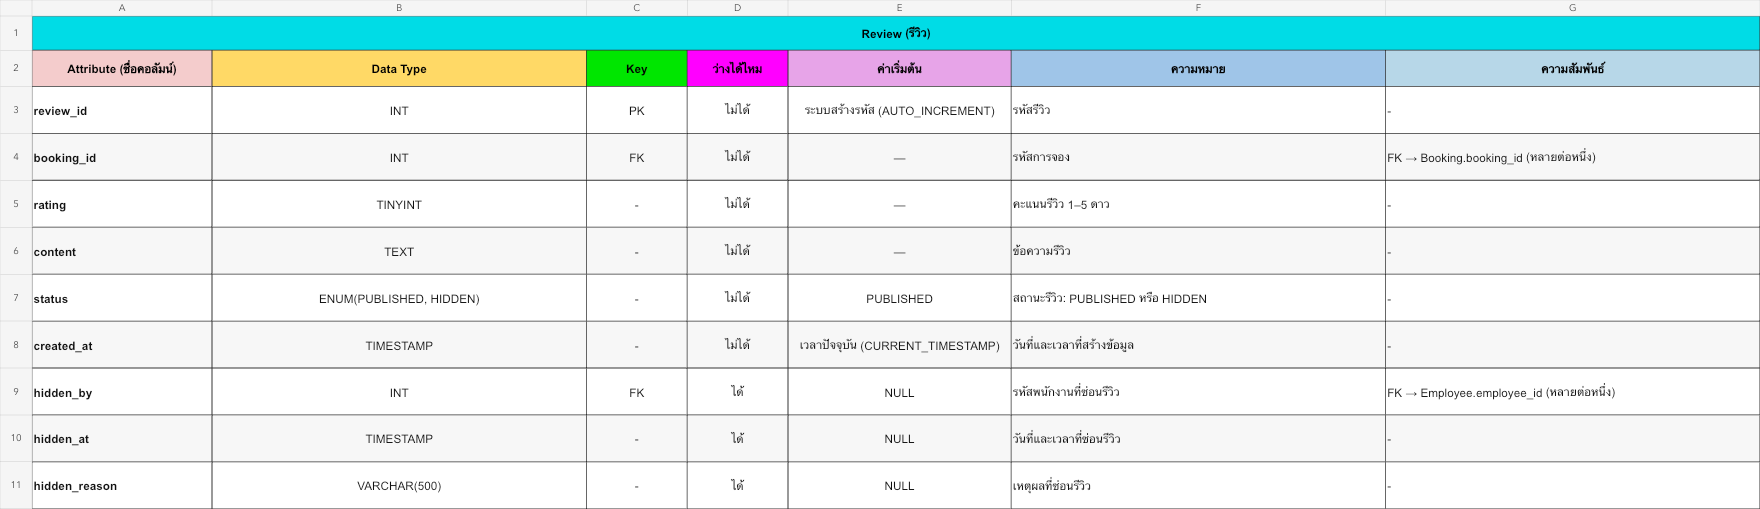 A B C D E F G
1 Review (รีวิว)
2 Attribute (ชื่อคอลัมน์) Data Type Key ว่างได้ไหม ค่าเริ่มต้น ความหมาย ความสัมพันธ์
3 review_id INT PK ไม่ได้ ระบบสร้างรหัส (AUTO_INCREMENT) รหัสรีวิว -
4 booking_id INT FK ไม่ได้ — รหัสการจอง FK → Booking.booking_id (หลายต่อหนึ่ง)
5 rating TINYINT - ไม่ได้ — คะแนนรีวิว 1–5 ดาว -
6 content TEXT - ไม่ได้ — ข้อความรีวิว -
7 status ENUM(PUBLISHED, HIDDEN) - ไม่ได้ PUBLISHED สถานะรีวิว: PUBLISHED หรือ HIDDEN -
8 created_at TIMESTAMP - ไม่ได้ เวลาปัจจุบัน (CURRENT_TIMESTAMP) วันที่และเวลาที่สร้างข้อมูล -
9 hidden_by INT FK ได้ NULL รหัสพนักงานที่ซ่อนรีวิว FK → Employee.employee_id (หลายต่อหนึ่ง)
10 hidden_at TIMESTAMP - ได้ NULL วันที่และเวลาที่ซ่อนรีวิว -
11 hidden_reason VARCHAR(500) - ได้ NULL เหตุผลที่ซ่อนรีวิว -